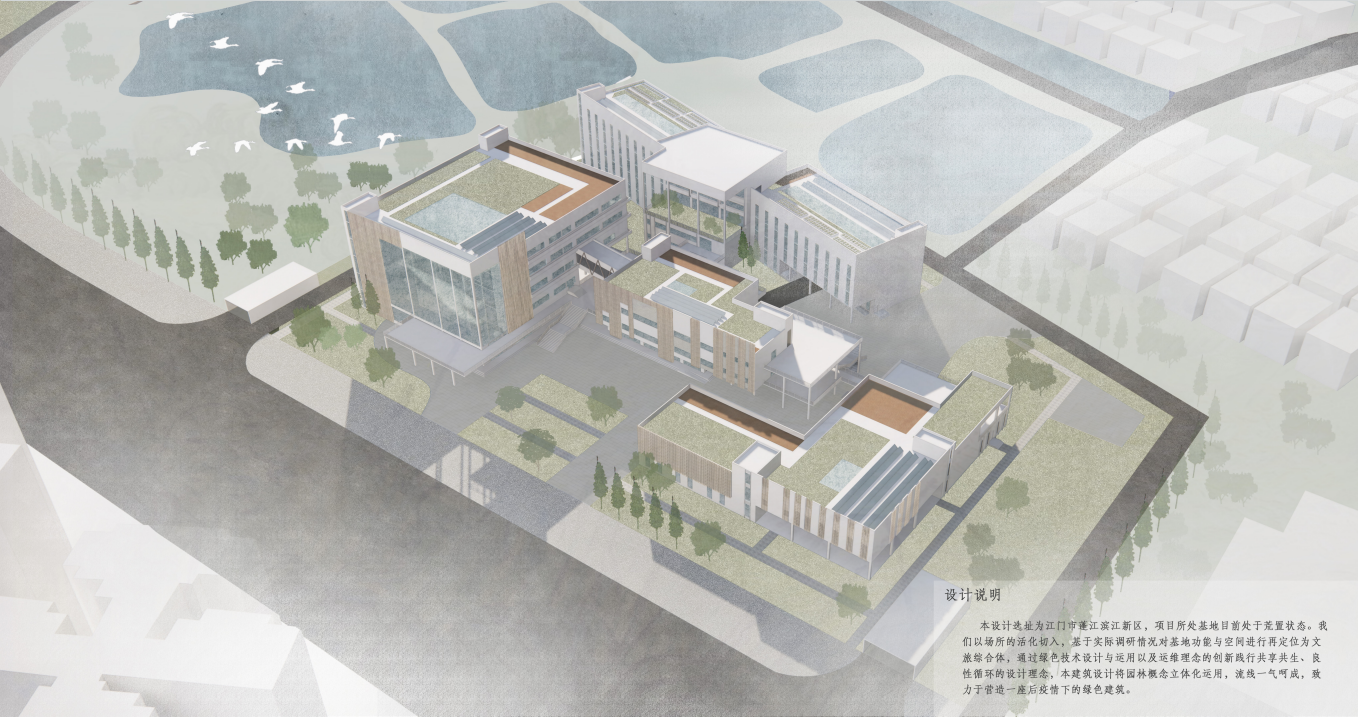 设计说明
本设计选址为江门市蓬江滨江新区，项目所处基地目前处于荒置状态。我
们以场所的活化切入，基于实际调研情况对基地功能与空间进行再定位为文
旅综合体，通过绿色技术设计与运用以及运维理念的创新践行共享共生、良
性循环的设计理念，本建筑设计将园林概念立体化运用，流线一气呵成，致
力于营造一座后疫情下的绿色建筑。